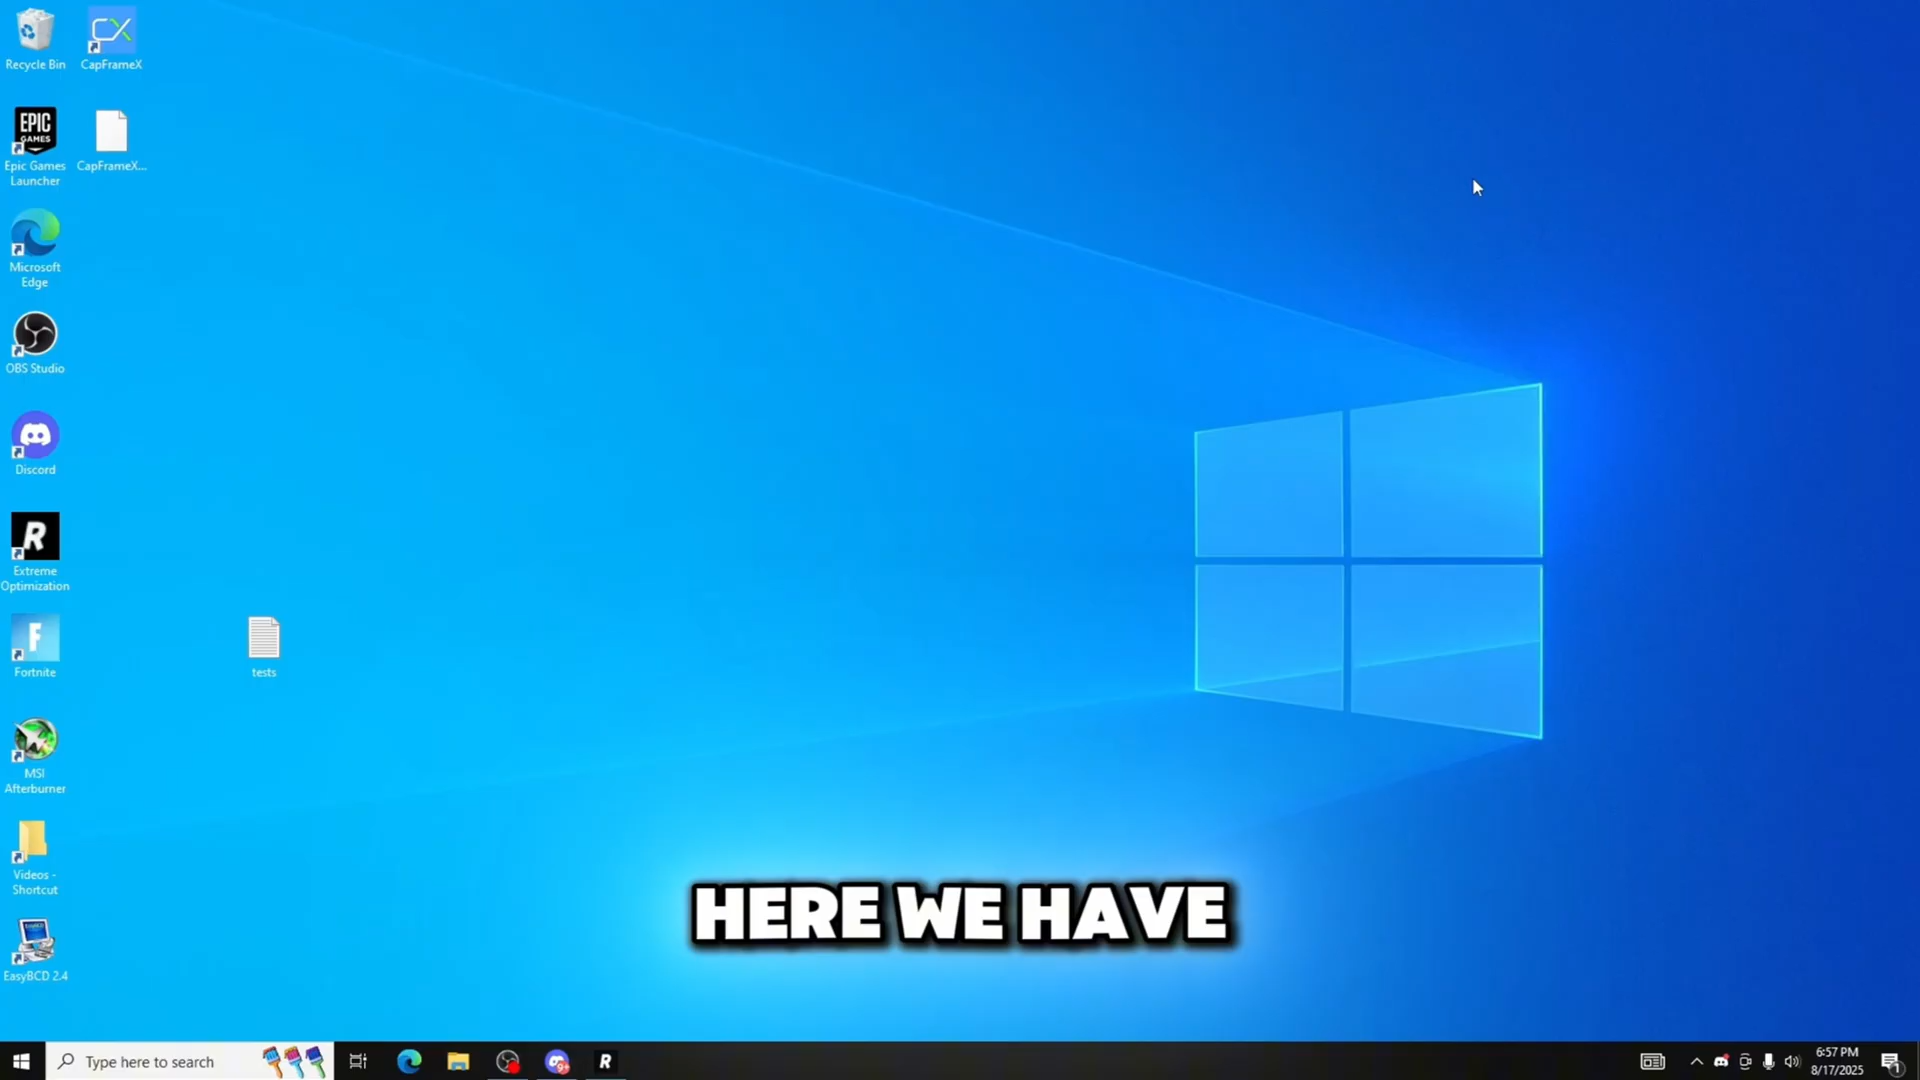 Recycle Bin
CapFrameX
EPIC
GAMES
Epic Games
Launcher
CapFrameX...
Microsoft
Edge
OBS Studio
Discord
R
Extreme
Optimization
F
Fortnite
tests
MSI
Afterburner
Videos -
Shortcut
EasyBCD 2.4
HERE WE HAVE
Type here to search
9+
R
6:57 PM
8/17/2025
1